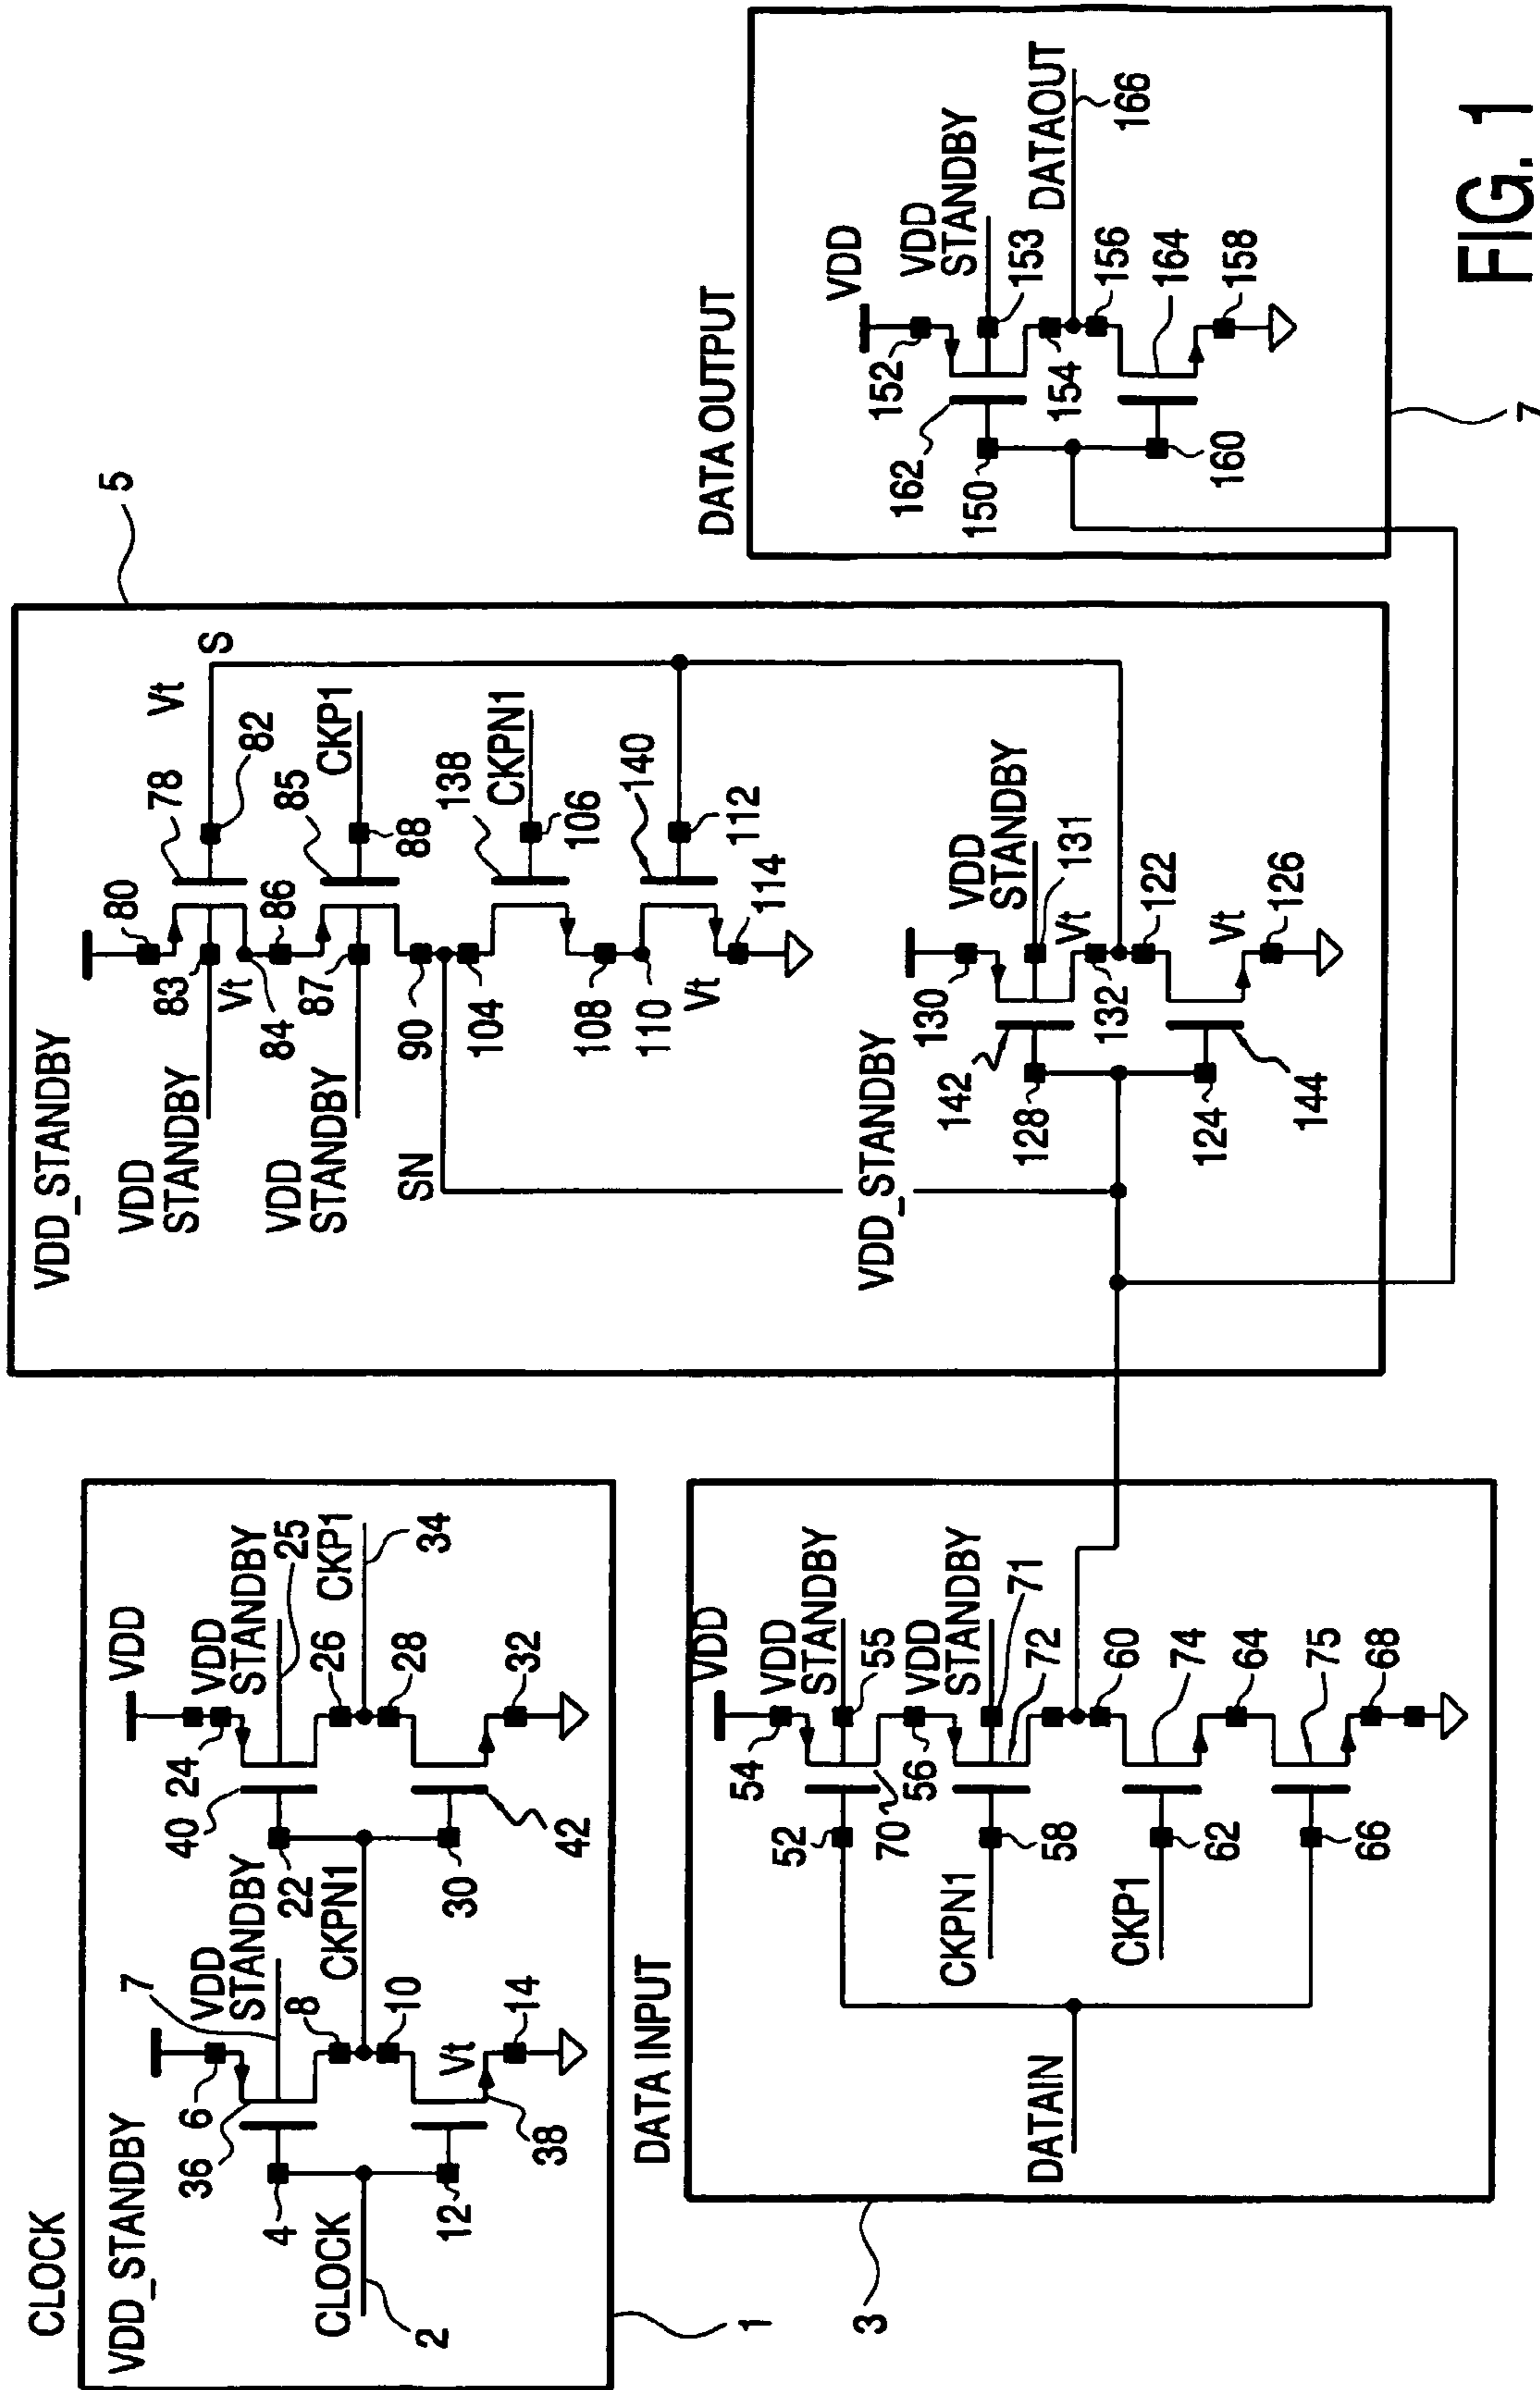 CLOCK
VDD_STANDBY
CLOCK
2
4
12
36
6
7
VDD
STANDBY
8
10
Vt
14
38
CKPN1
22
30
40
24
VDD
VDD
STANDBY
25
26
CKP1
34
28
32
42
1
DATA INPUT
DATAIN
52
54
VDD
VDD
STANDBY
55
70
56
VDD
STANDBY
71
CKPN1
58
72
60
CKP1
62
74
64
66
75
68
3
5
VDD_STANDBY
VDD
STANDBY
83
80
78
82
Vt
S
Vt
84
86
VDD
STANDBY
87
85
CKP1
88
SN
90
104
138
CKPN1
106
108
110
140
112
Vt
114
VDD_STANDBY
130
VDD
STANDBY
131
142
128
Vt
132
122
124
144
Vt
126
DATA OUTPUT
VDD
152
VDD
STANDBY
153
162
150
154
DATAOUT
166
156
160
164
158
7
FIG. 1